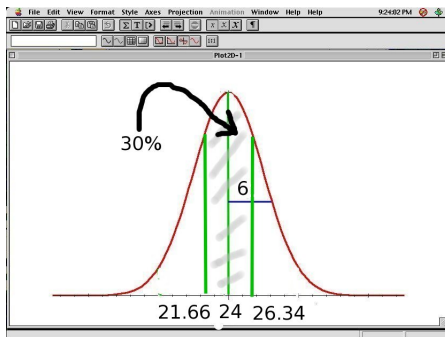 File Edit View Format Style Axes Projection Animation Window Help Help 9:24:02 PM
Plot2D-1
30%
6
21.66 24 26.34